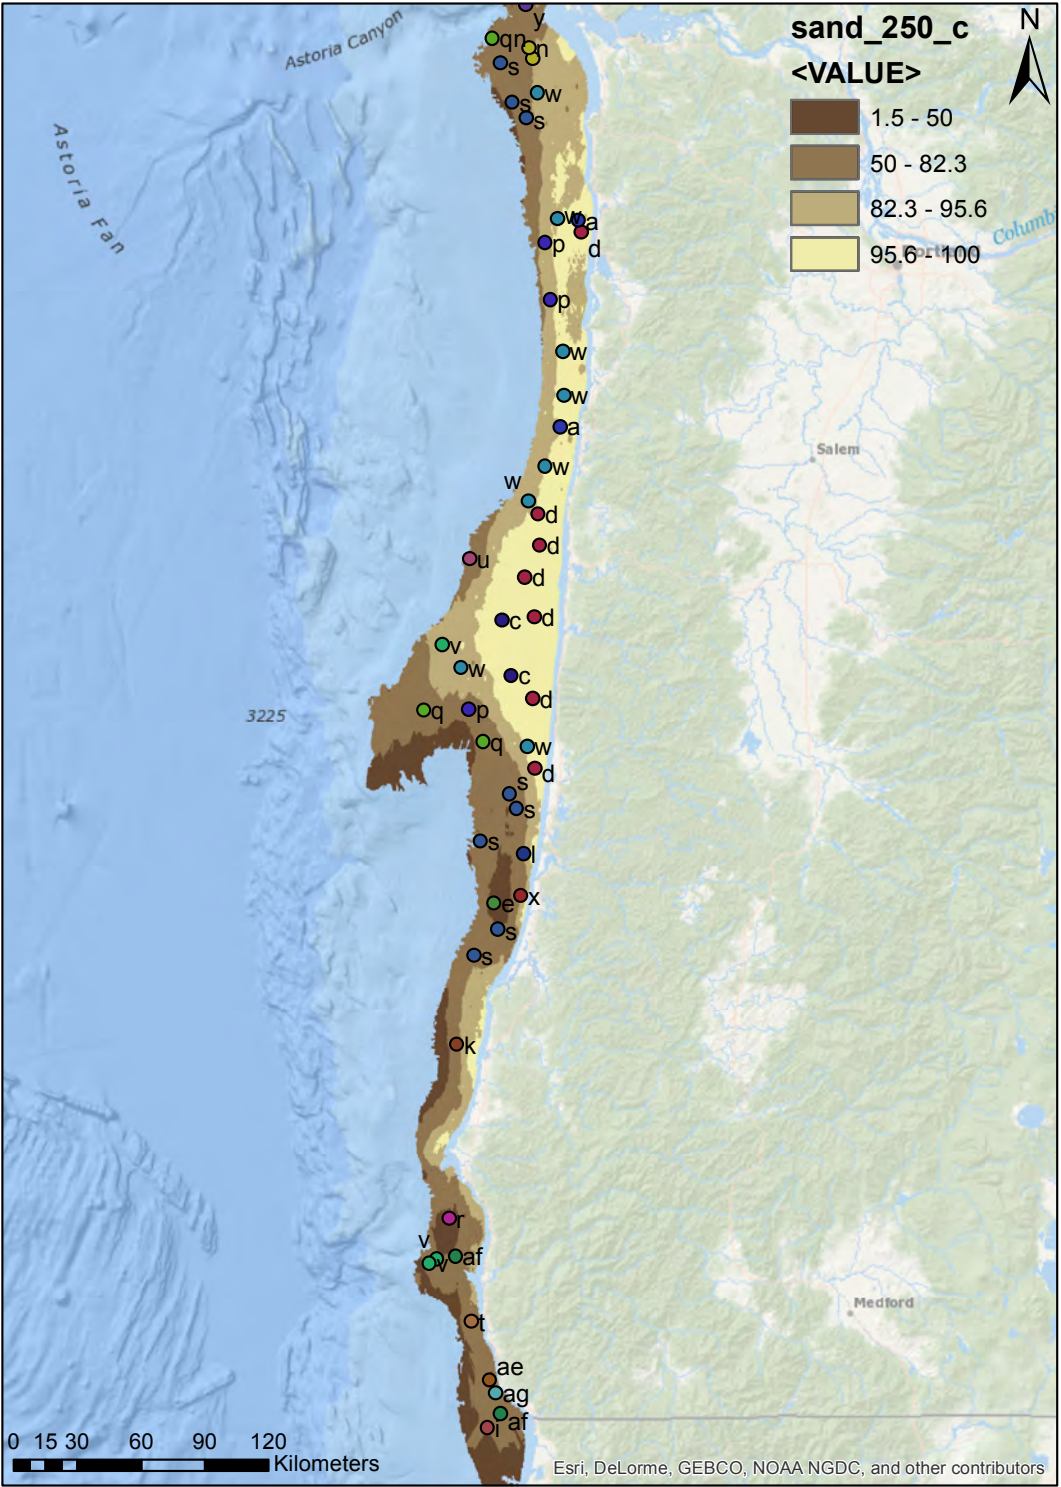 sand_250_c
<VALUE>
1.5 - 50
50 - 82.3
82.3 - 95.6
95.6 - 100
N
Astoria Canyon
Astoria Fan
Columb
Portland
Salem
Medford
3225
y
q
n
n
s
w
s
s
w
a
d
p
p
w
w
a
w
w
d
d
u
d
c
d
v
w
c
d
q
p
q
w
d
s
s
s
l
x
e
s
s
k
r
v
v
af
t
ae
ag
af
i
0 15 30 60 90 120
Kilometers
Esri, DeLorme, GEBCO, NOAA NGDC, and other contributors